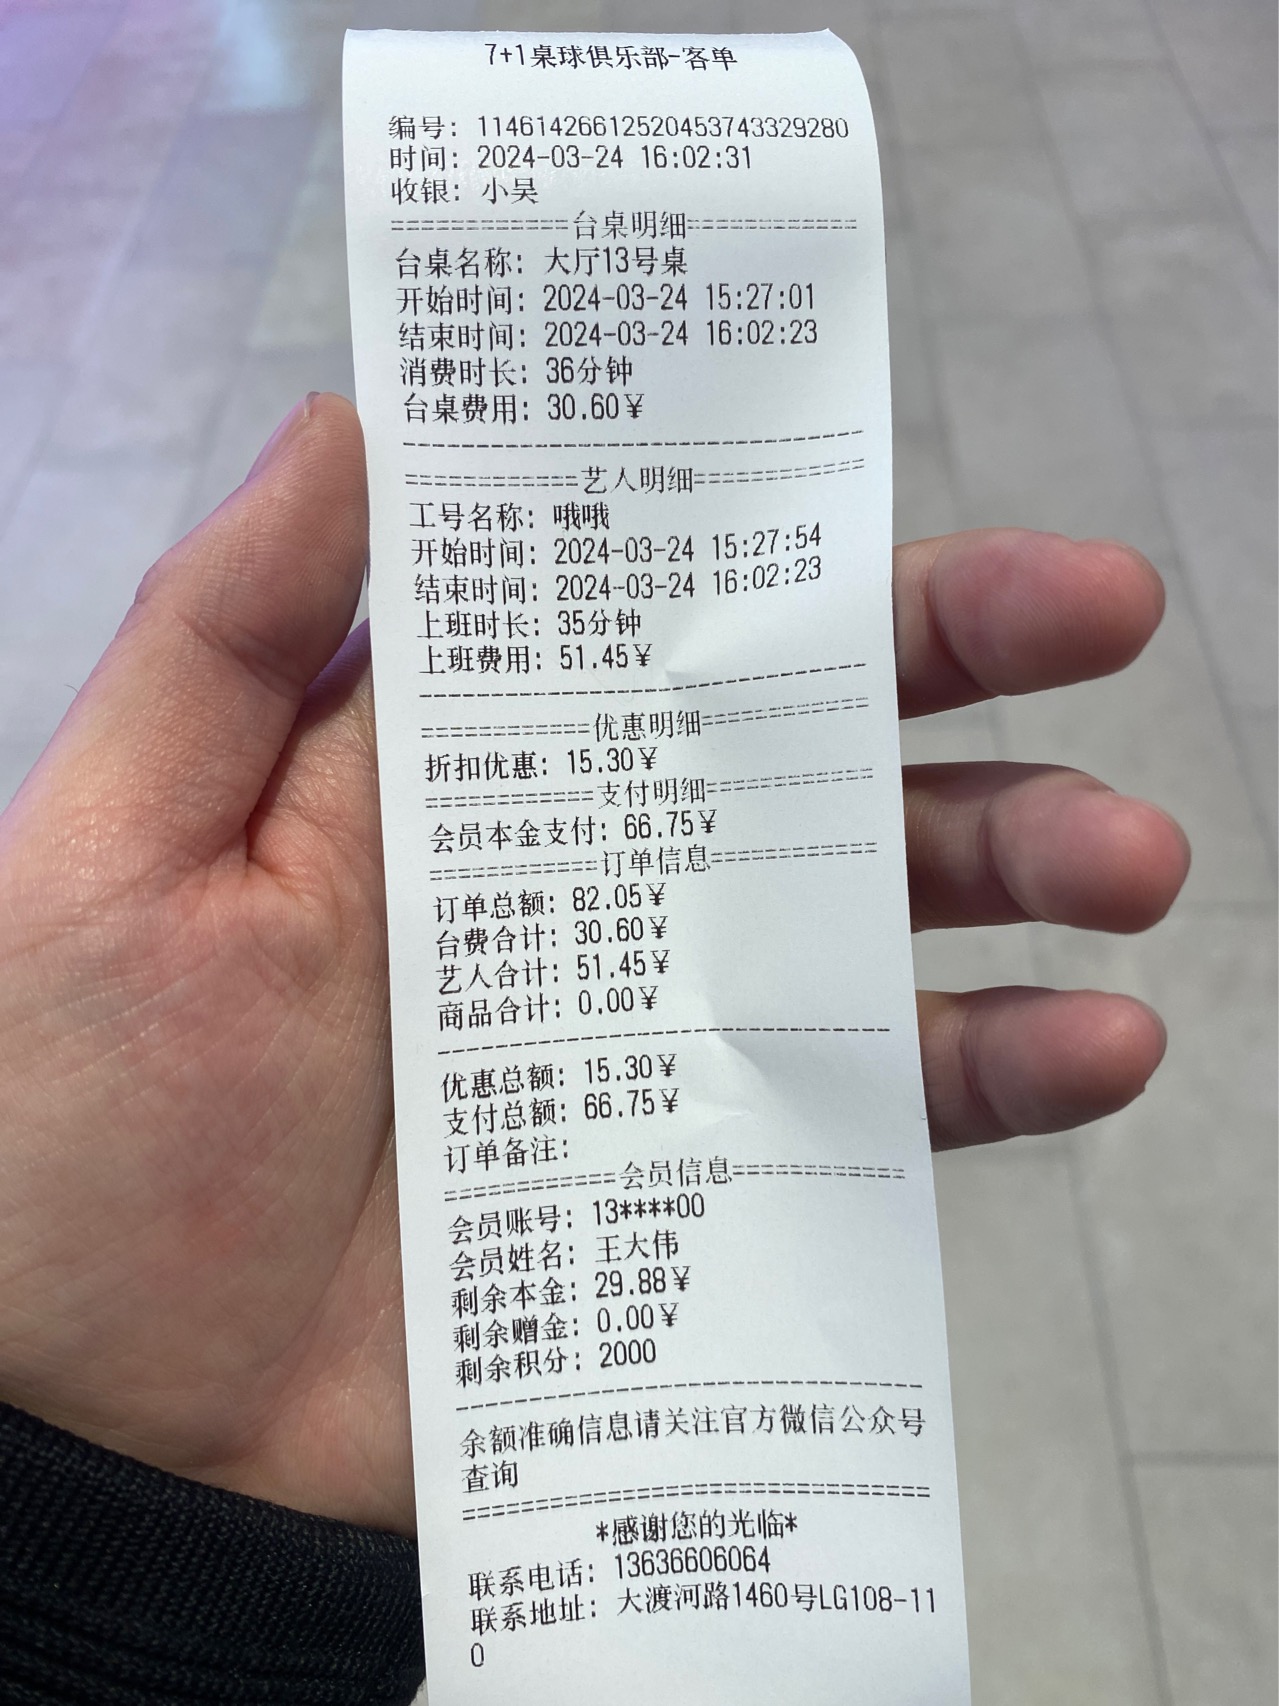 7+1桌球俱乐部-客单
编号: 1146142661252045374332928​0
时间: 2024-03-24 16:02:31
收银: 小吴
============台桌明细============
台桌名称: 大厅13号桌
开始时间: 2024-03-24 15:27:01
结束时间: 2024-03-24 16:02:23
消费时长: 36分钟
台桌费用: 30.60¥
============艺人明细============
工号名称: 哦哦
开始时间: 2024-03-24 15:27:54
结束时间: 2024-03-24 16:02:23
上班时长: 35分钟
上班费用: 51.45¥
============优惠明细============
折扣优惠: 15.30¥
============支付明细============
会员本金支付: 66.75¥
============订单信息============
订单总额: 82.05¥
台费合计: 30.60¥
艺人合计: 51.45¥
商品合计: 0.00¥
优惠总额: 15.30¥
支付总额: 66.75¥
订单备注:
============会员信息============
会员账号: 13****00
会员姓名: 王大伟
剩余本金: 29.88¥
剩余赠金: 0.00¥
剩余积分: 2000
余额准确信息请关注官方微信公众号
查询
*感谢您的光临*
联系电话: 13636606064
联系地址: 大渡河路1460号LG108-11
0